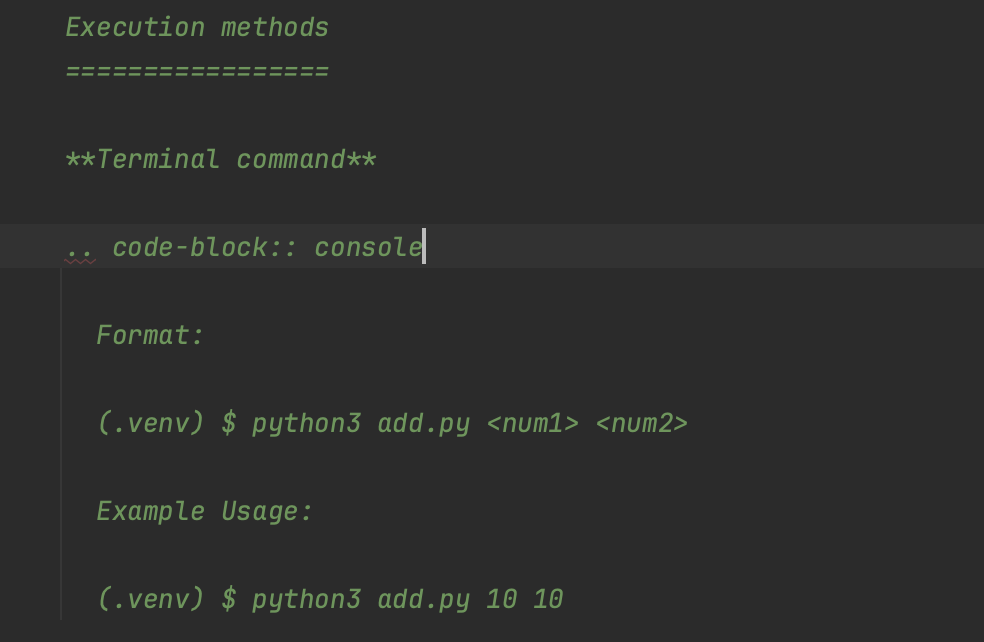 Execution methods
=================
**Terminal command**
.. code-block:: console
Format:
(.venv) $ python3 add.py <num1> <num2>
Example Usage:
(.venv) $ python3 add.py 10 10